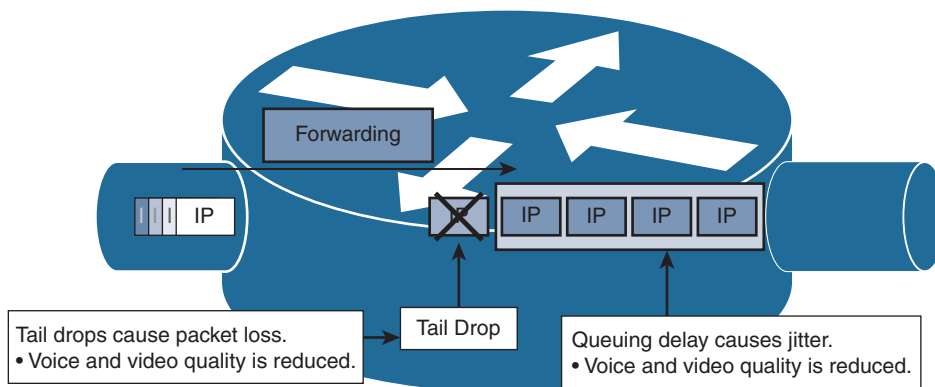 Forwarding
I I I IP
IP IP IP IP IP
Tail Drop
Tail drops cause packet loss.
• Voice and video quality is reduced.
Queuing delay causes jitter.
• Voice and video quality is reduced.